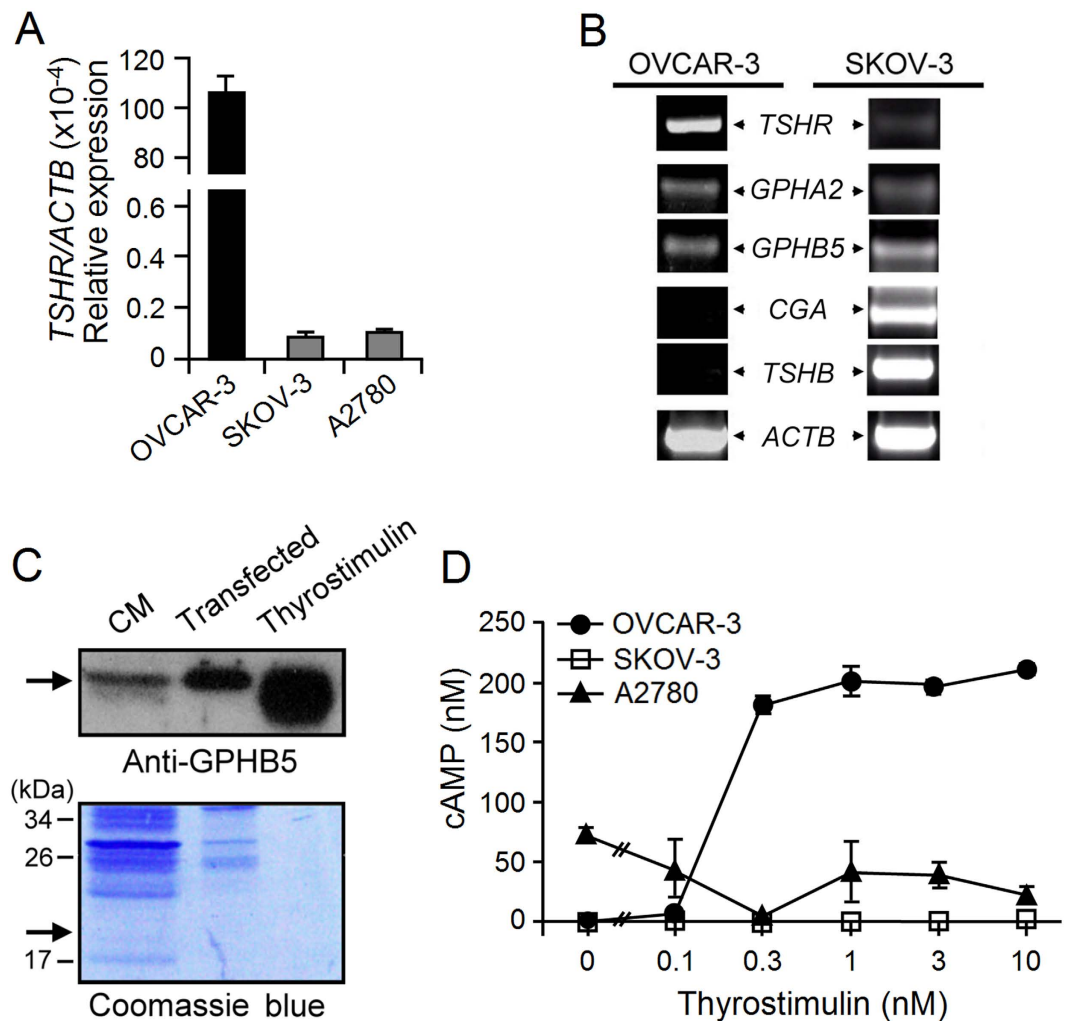 A
TSHR/ACTB (x10-4)
Relative expression
120
100
80
0.6
0.4
0.2
0
OVCAR-3
SKOV-3
A2780
B
OVCAR-3 SKOV-3
TSHR
GPHA2
GPHB5
CGA
TSHB
ACTB
C
CM
Transfected
Thyrostimulin
Anti-GPHB5
(kDa)
34
26
17
Coomassie blue
D
OVCAR-3
SKOV-3
A2780
cAMP (nM)
250
200
150
100
50
0
0 0.1 0.3 1 3 10
Thyrostimulin (nM)